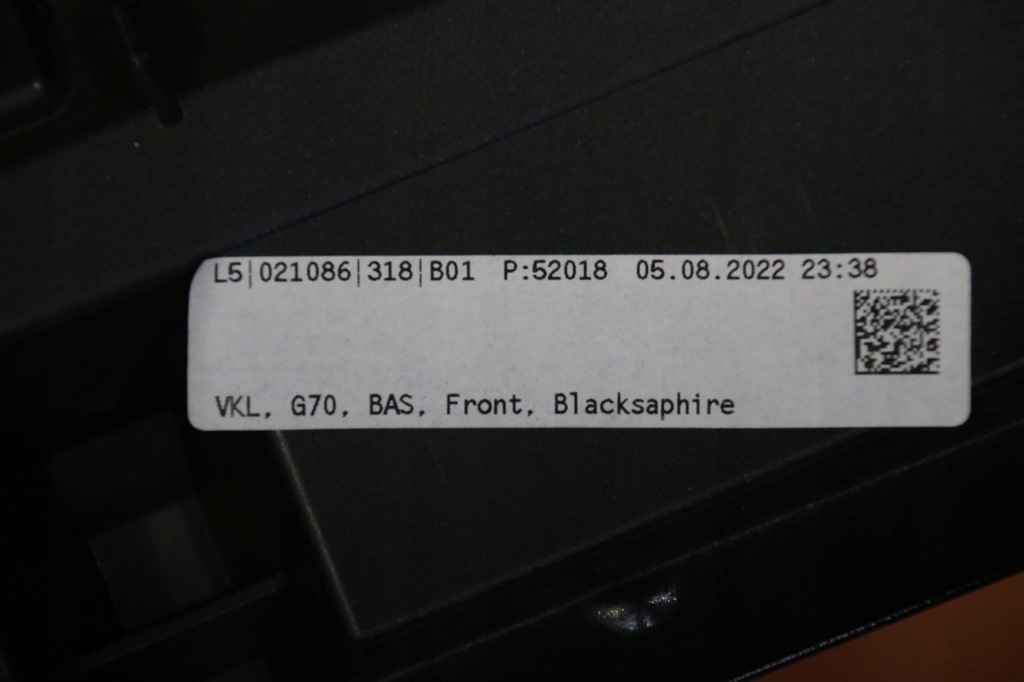 L5|021086|318|B01 P:52018 05.08.2022 23:38
VKL, G70, BAS, Front, Blacksaphire